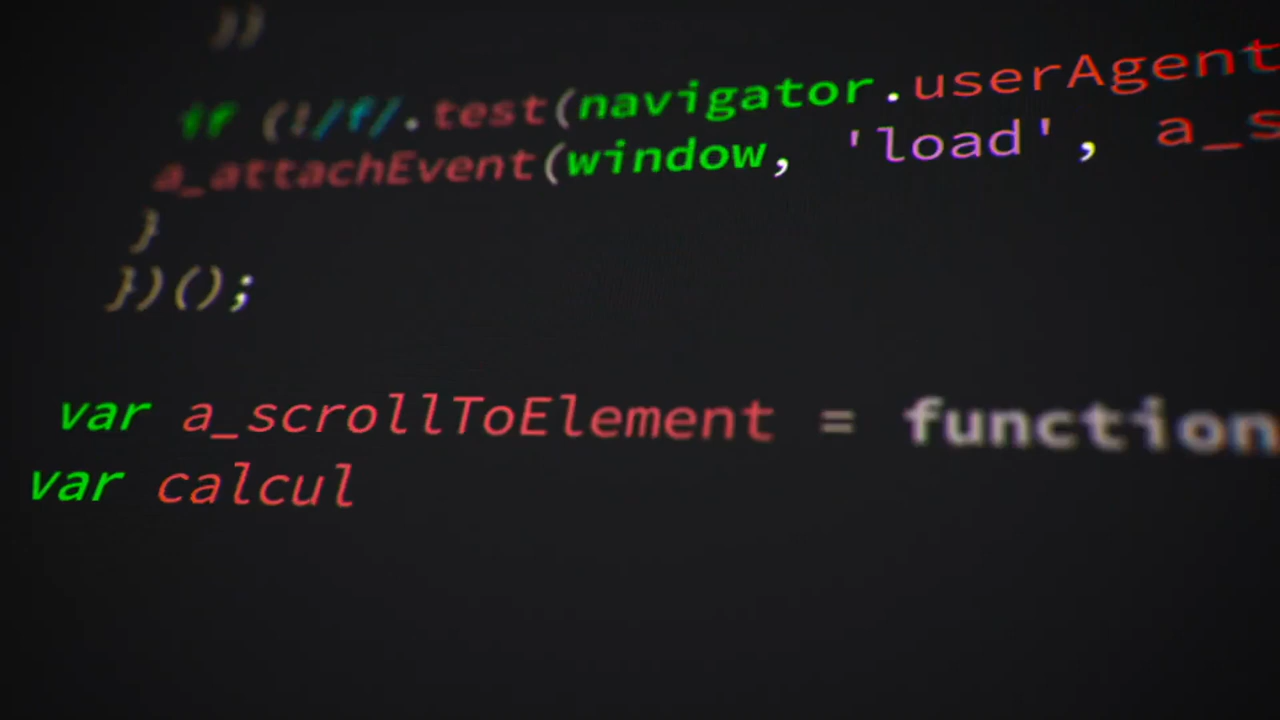 })
if (!/f/.test(navigator.userAgent
a_attachEvent(window, 'load', a_s
}
})();
var a_scrollToElement = function
var calcul